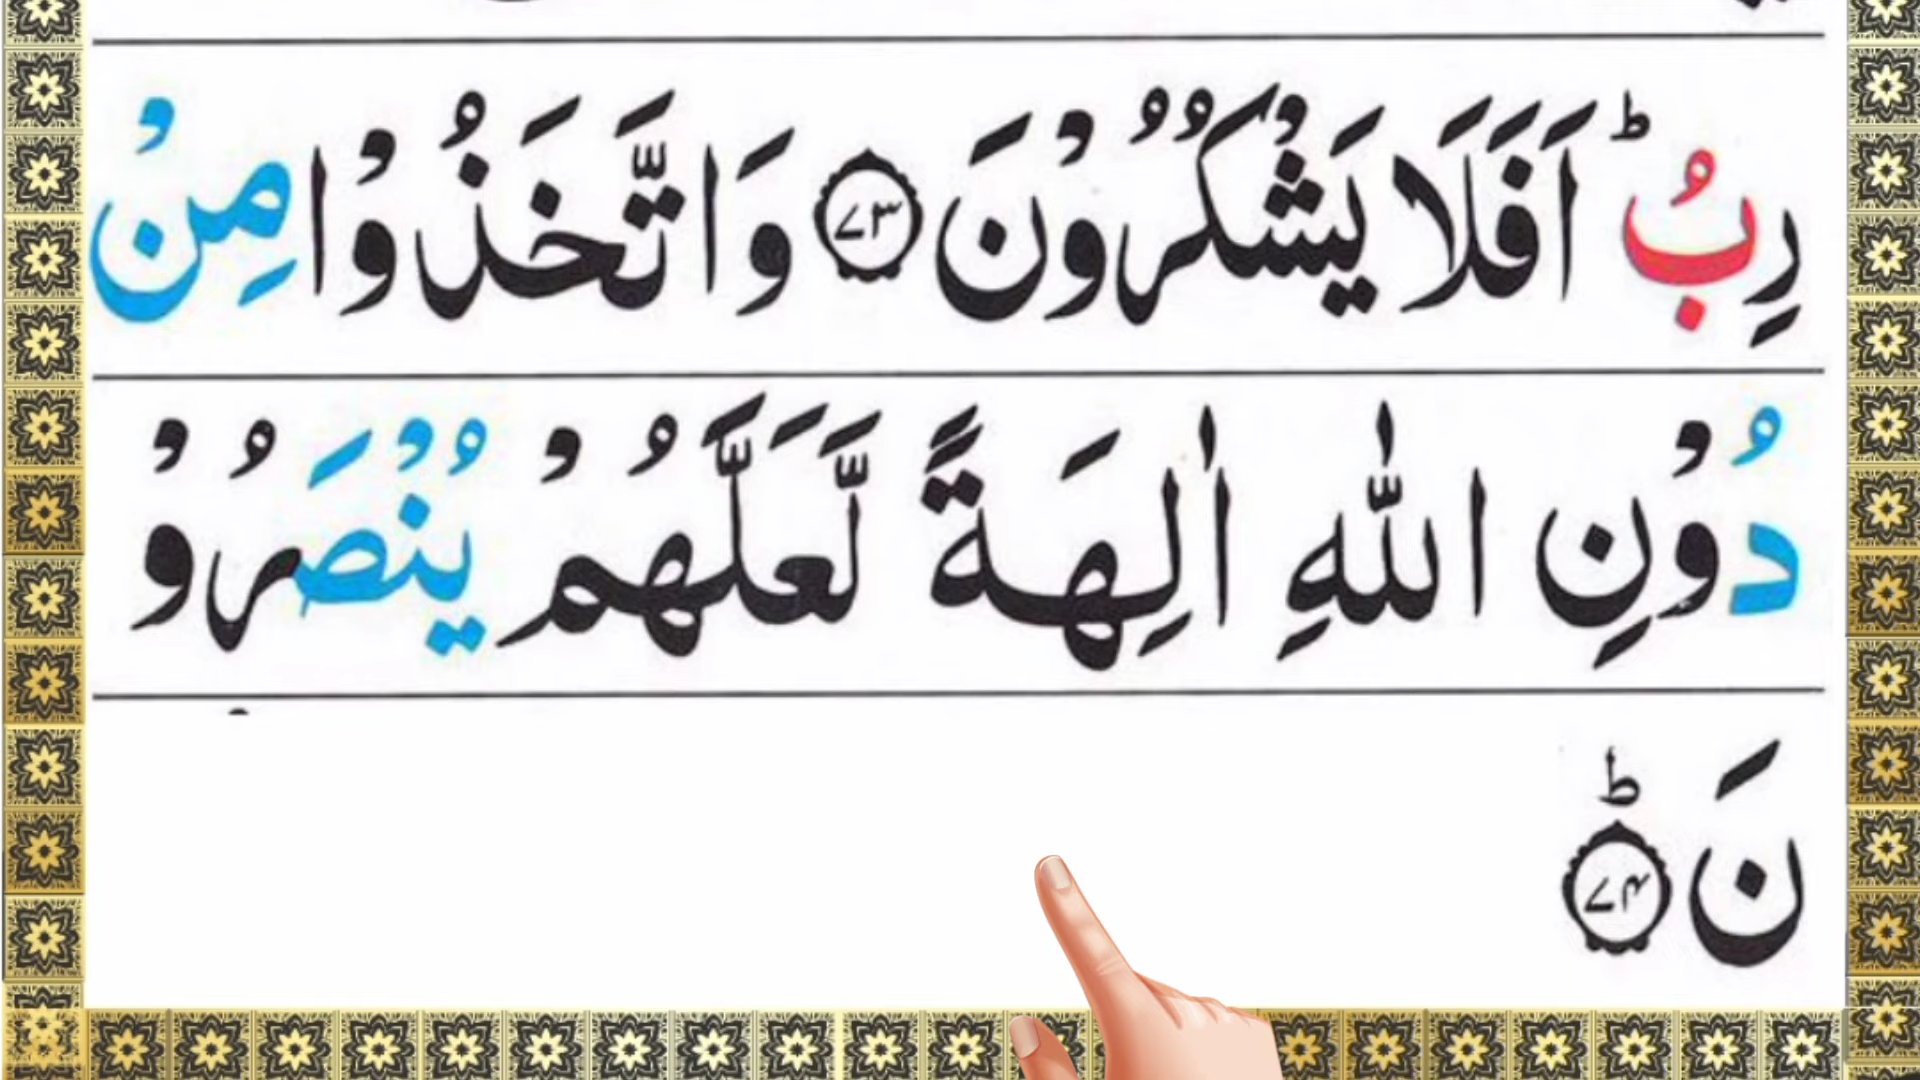 رِبُ ؕ اَفَلَا يَشْكُرُوْنَ ﴿۷۳﴾ وَاتَّخَذُوْا مِنْ
دُوْنِ اللّٰهِ اٰلِهَةً لَّعَلَّهُمْ يُنْصَرُوْ
نَ ﴿۷۴﴾ ؕ